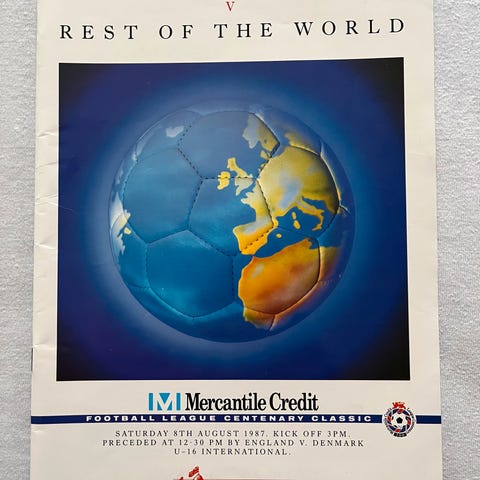 V
REST OF THE WORLD
M Mercantile Credit
FOOTBALL LEAGUE CENTENARY CLASSIC
SATURDAY 8TH AUGUST 1987. KICK OFF 3PM.
PRECEDED AT 12-30 PM BY ENGLAND V. DENMARK
U-16 INTERNATIONAL.